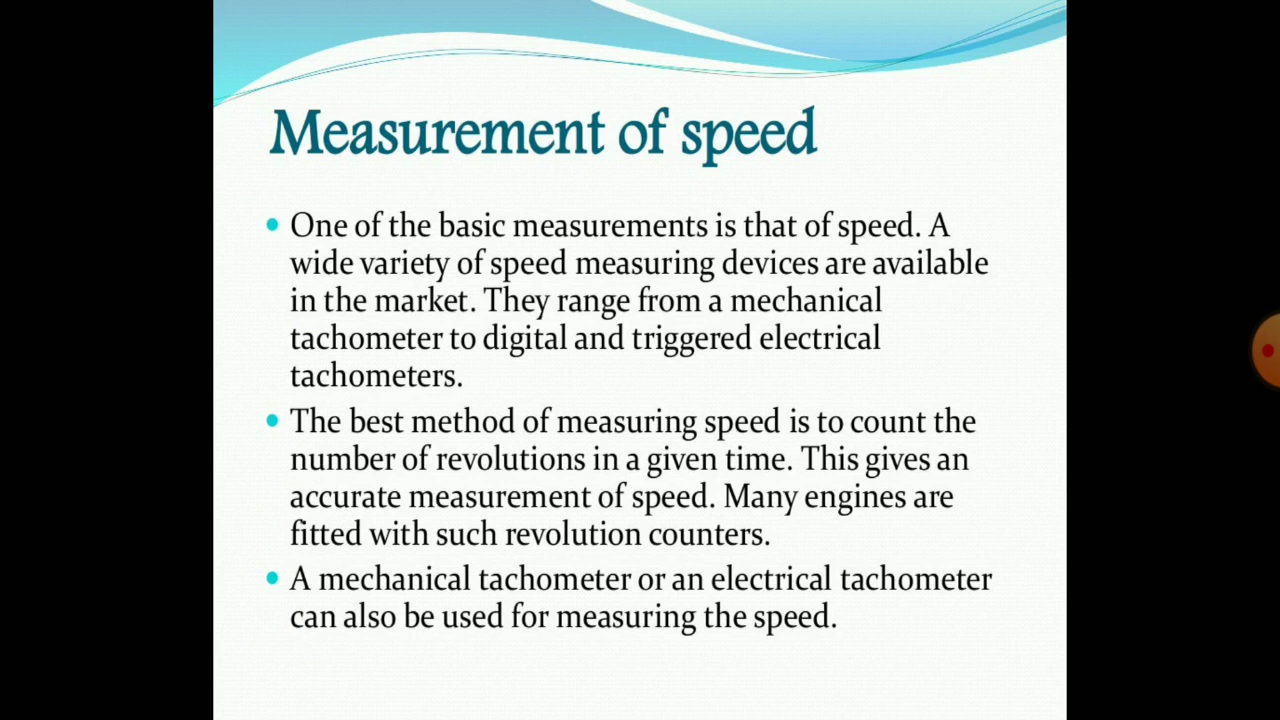 Measurement of speed
One of the basic measurements is that of speed. A
wide variety of speed measuring devices are available
in the market. They range from a mechanical
tachometer to digital and triggered electrical
tachometers.
The best method of measuring speed is to count the
number of revolutions in a given time. This gives an
accurate measurement of speed. Many engines are
fitted with such revolution counters.
A mechanical tachometer or an electrical tachometer
can also be used for measuring the speed.